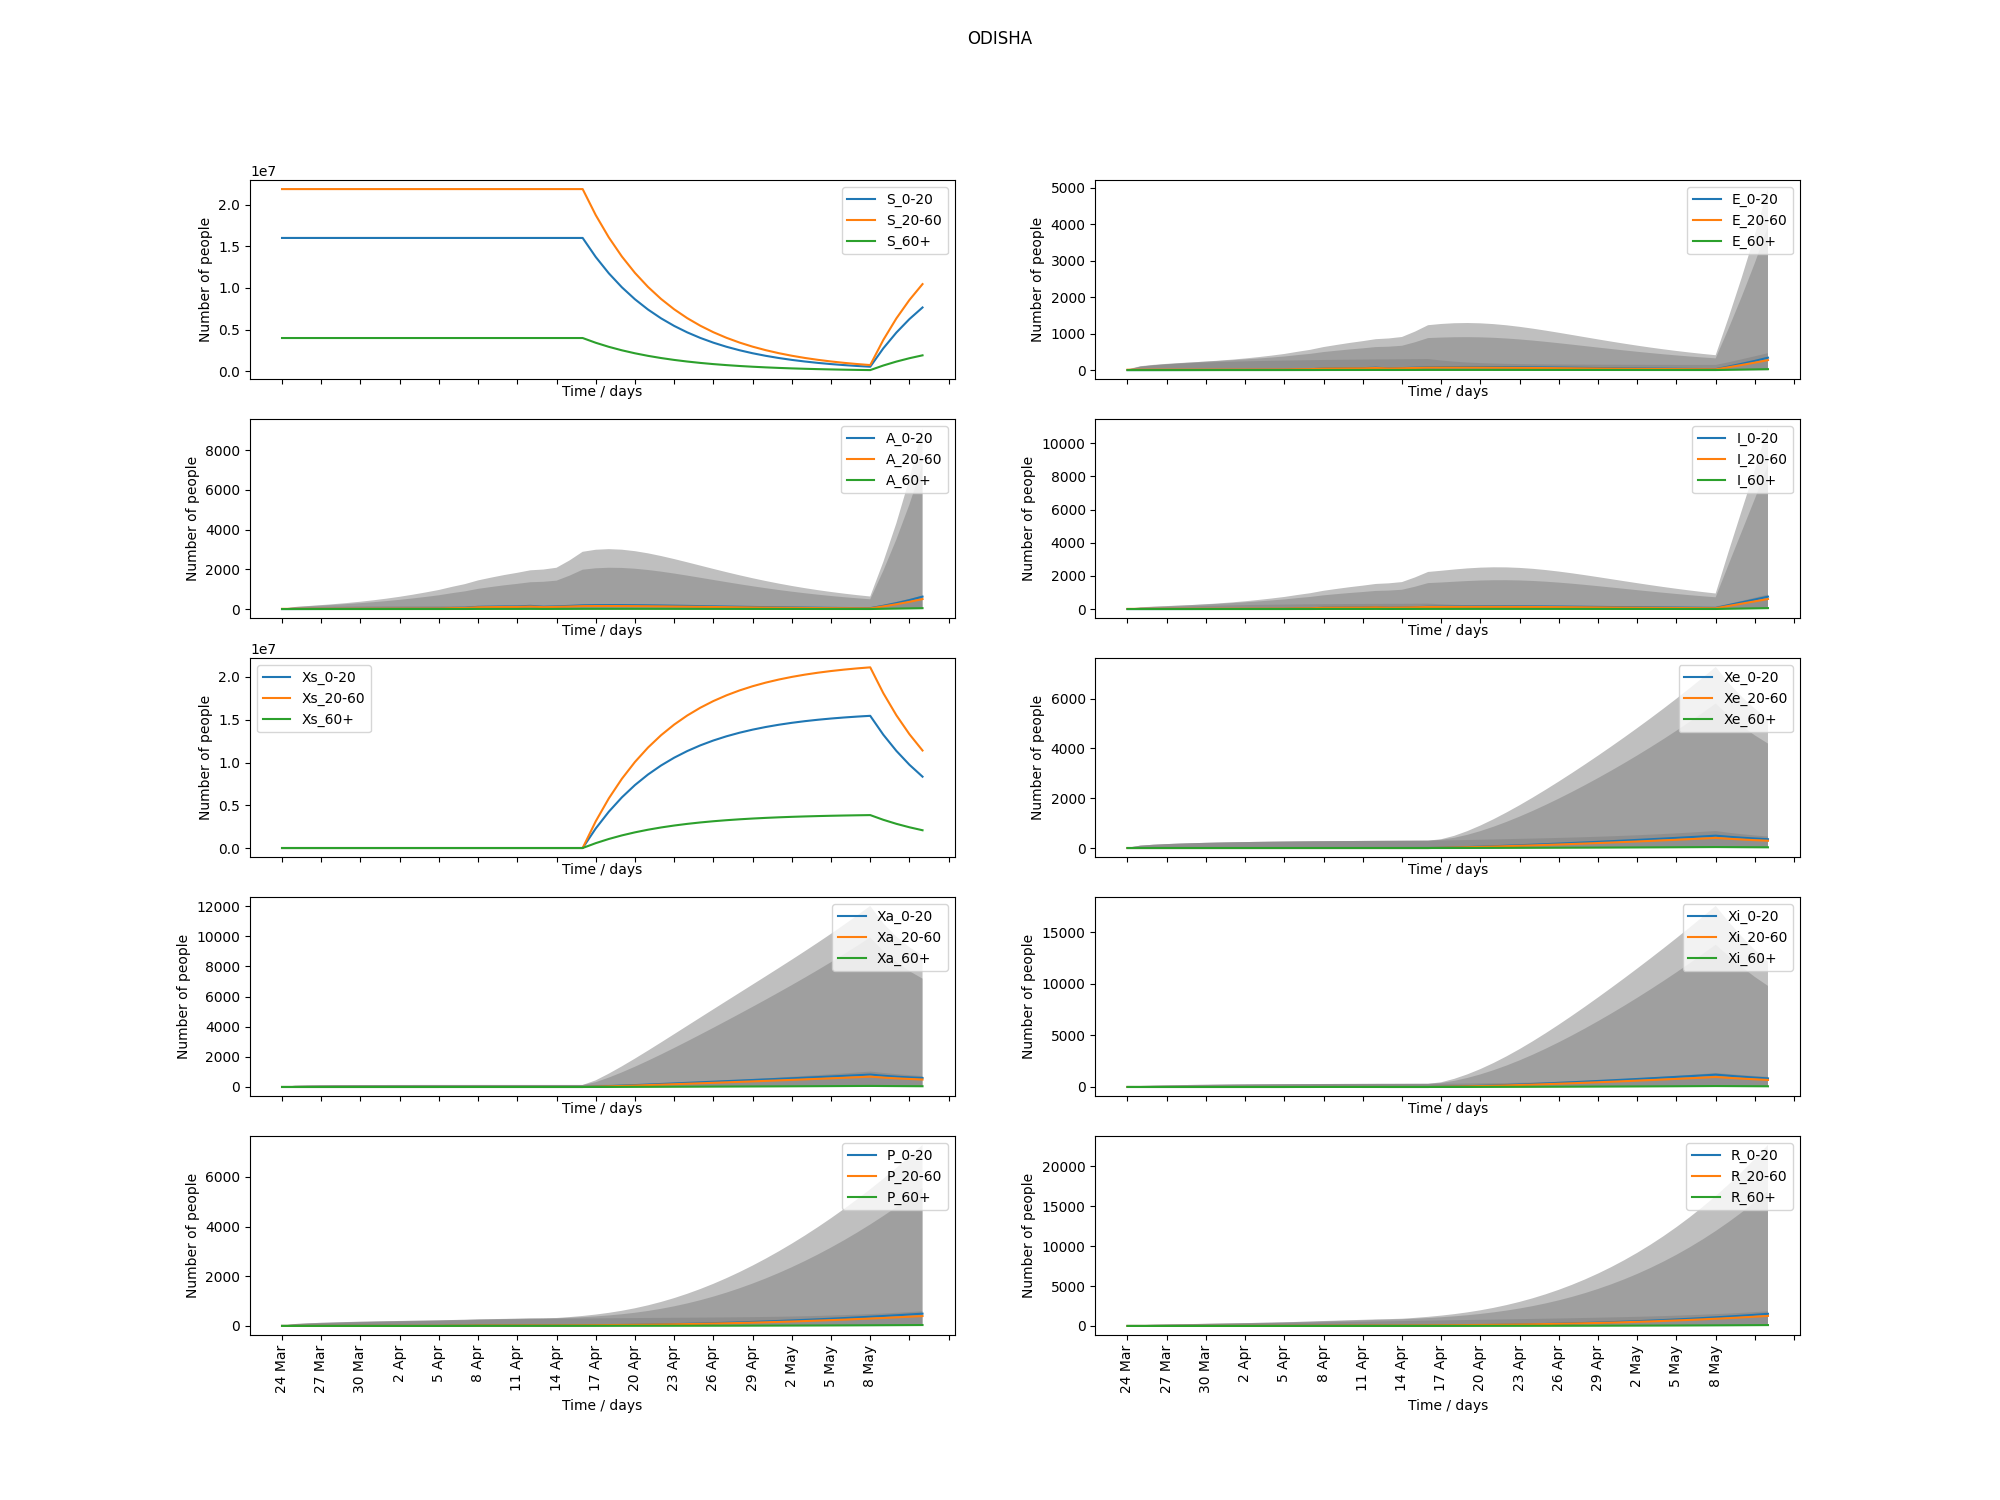 ODISHA
1e7
2.0
1.5
1.0
0.5
0.0
Number of people
S_0-20
S_20-60
S_60+
Time / days
5000
4000
3000
2000
1000
0
Number of people
E_0-20
E_20-60
E_60+
Time / days
8000
6000
4000
2000
0
Number of people
A_0-20
A_20-60
A_60+
Time / days
10000
8000
6000
4000
2000
0
Number of people
I_0-20
I_20-60
I_60+
Time / days
1e7
2.0
1.5
1.0
0.5
0.0
Number of people
Xs_0-20
Xs_20-60
Xs_60+
Time / days
6000
4000
2000
0
Number of people
Xe_0-20
Xe_20-60
Xe_60+
Time / days
12000
10000
8000
6000
4000
2000
0
Number of people
Xa_0-20
Xa_20-60
Xa_60+
Time / days
15000
10000
5000
0
Number of people
Xi_0-20
Xi_20-60
Xi_60+
Time / days
6000
4000
2000
0
Number of people
P_0-20
P_20-60
P_60+
24 Mar
27 Mar
30 Mar
2 Apr
5 Apr
8 Apr
11 Apr
14 Apr
17 Apr
20 Apr
23 Apr
26 Apr
29 Apr
2 May
5 May
8 May
Time / days
20000
15000
10000
5000
0
Number of people
R_0-20
R_20-60
R_60+
24 Mar
27 Mar
30 Mar
2 Apr
5 Apr
8 Apr
11 Apr
14 Apr
17 Apr
20 Apr
23 Apr
26 Apr
29 Apr
2 May
5 May
8 May
Time / days